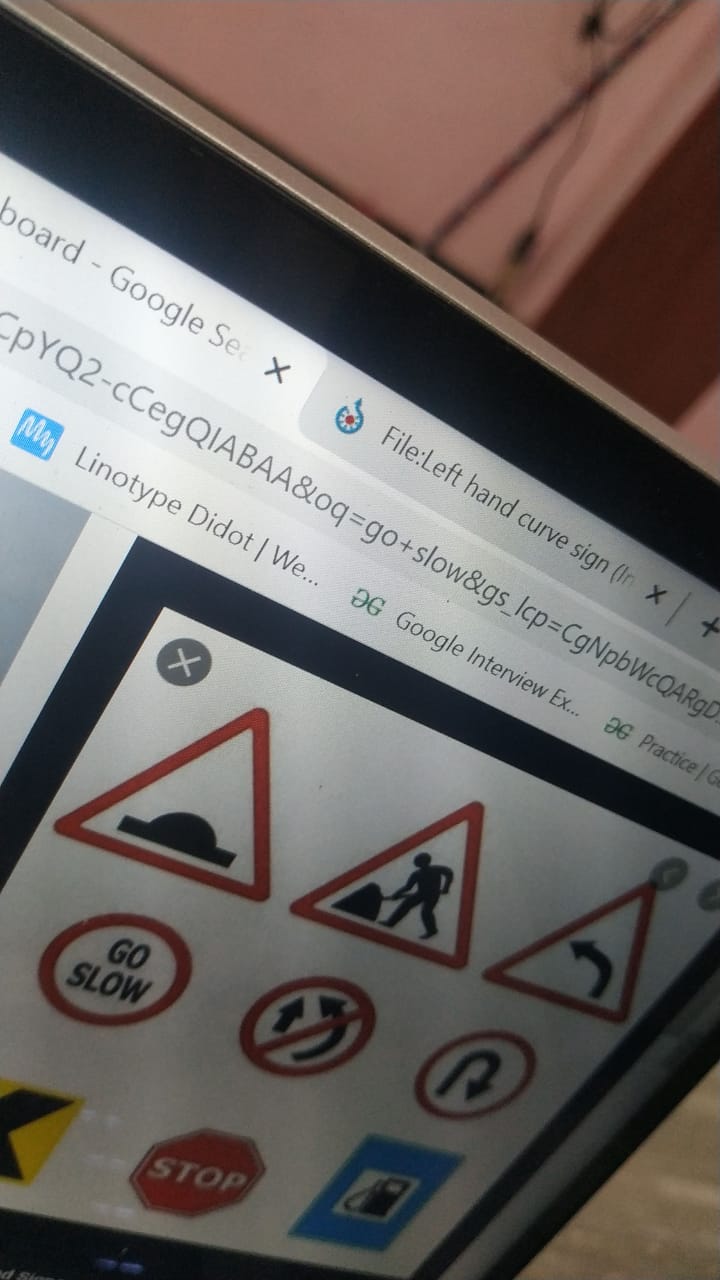 board - Google Se
File:Left hand curve sign (In
CpYQ2-cCegQIABAA&oq=go+slow&gs_lcp=CgNpbWcQARgD
Linotype Didot | We...
Google Interview Ex...
Practice | G
GO
SLOW
STOP